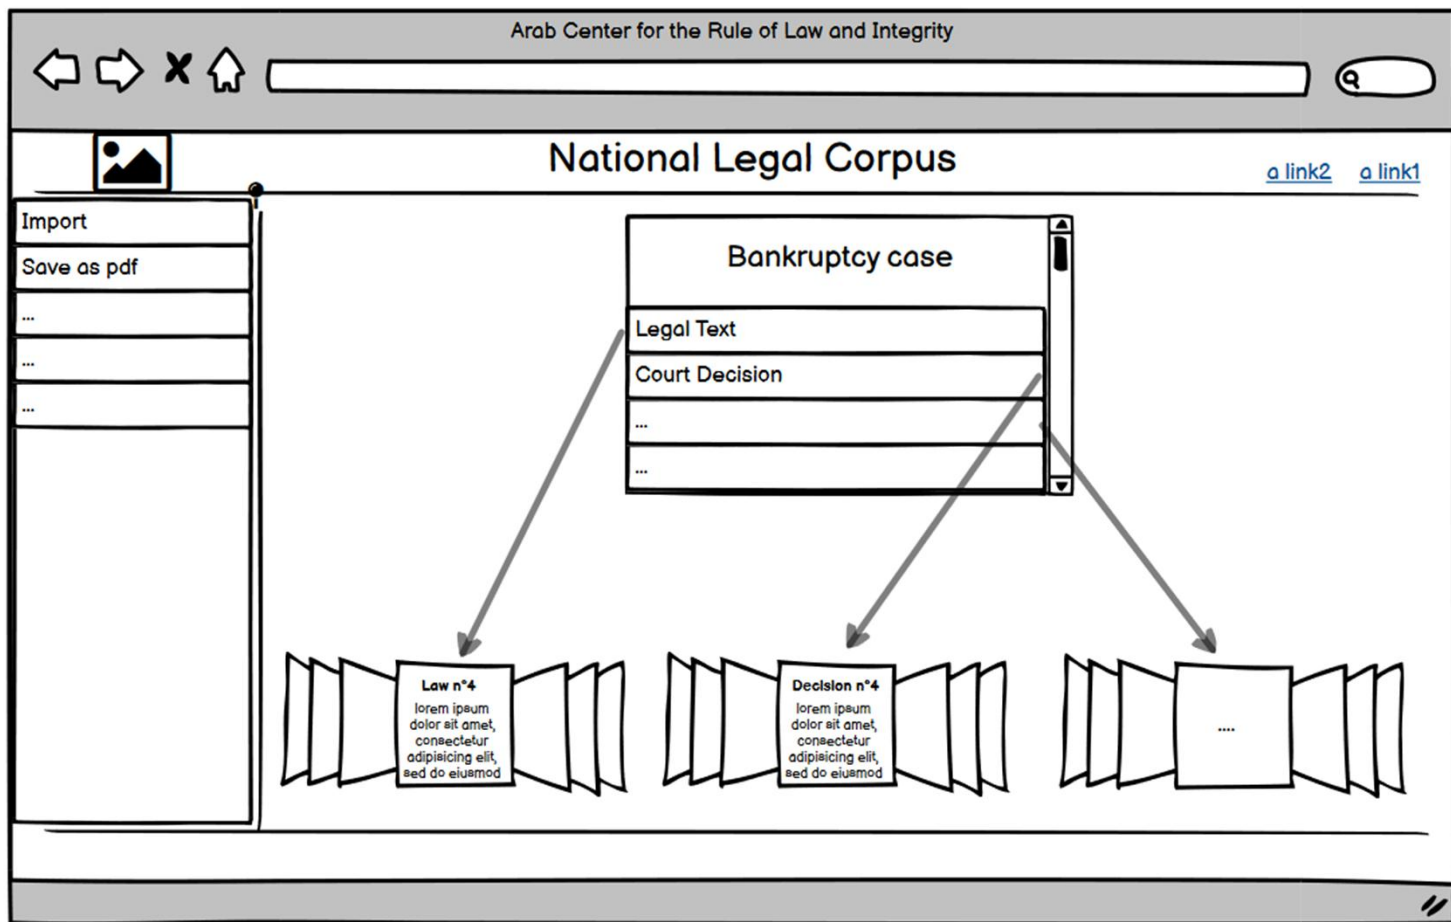 Arab Center for the Rule of Law and Integrity
National Legal Corpus
a link2 a link1
Import
Save as pdf
...
...
...
Bankruptcy case
Legal Text
Court Decision
...
...
Law n°4
lorem ipsum
dolor sit amet,
consectetur
adipisicing elit,
sed do eiusmod
Decision n°4
lorem ipsum
dolor sit amet,
consectetur
adipisicing elit,
sed do eiusmod
....